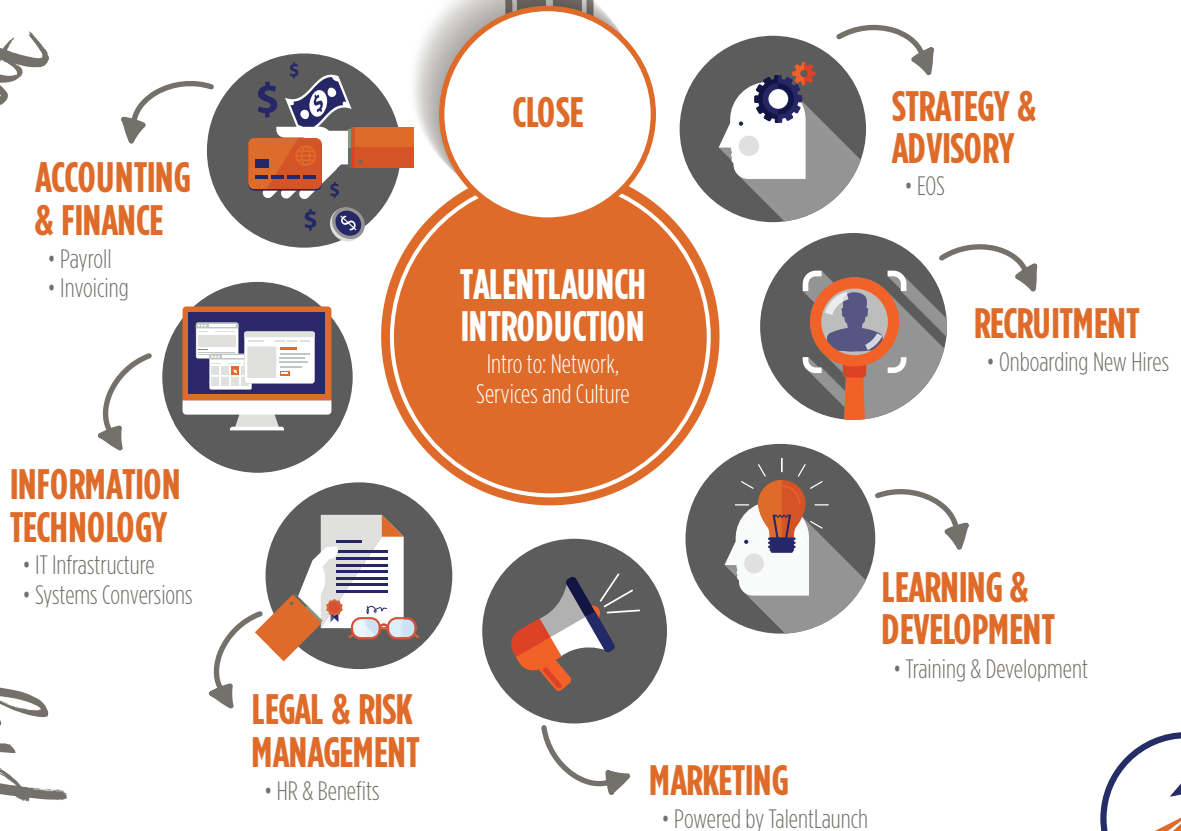 CLOSE
TALENTLAUNCH
INTRODUCTION
Intro to: Network,
Services and Culture
STRATEGY &
ADVISORY
• EOS
RECRUITMENT
• Onboarding New Hires
LEARNING &
DEVELOPMENT
• Training & Development
MARKETING
• Powered by TalentLaunch
LEGAL & RISK
MANAGEMENT
• HR & Benefits
INFORMATION
TECHNOLOGY
• IT Infrastructure
• Systems Conversions
ACCOUNTING
& FINANCE
• Payroll
• Invoicing
$
$
$
$
$
$